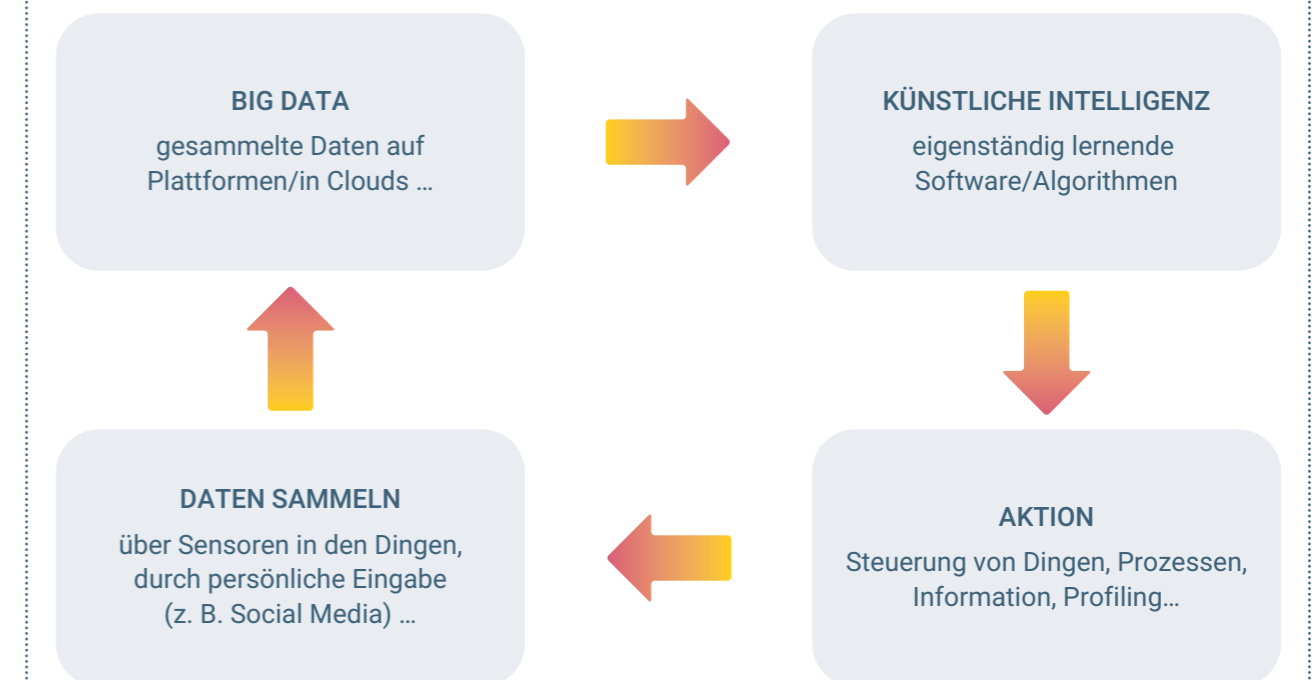 BIG DATA
gesammelte Daten auf
Plattformen/in Clouds …
KÜNSTLICHE INTELLIGENZ
eigenständig lernende
Software/Algorithmen
DATEN SAMMELN
über Sensoren in den Dingen,
durch persönliche Eingabe
(z. B. Social Media) …
AKTION
Steuerung von Dingen, Prozessen,
Information, Profiling…